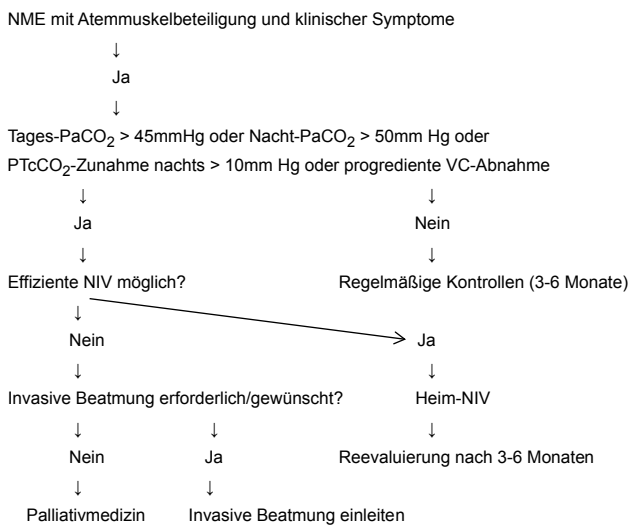 NME mit Atemmuskelbeteiligung und klinischer Symptome
↓
Ja
↓
Tages-PaCO2 > 45mmHg oder Nacht-PaCO2 > 50mm Hg oder
PTcCO2-Zunahme nachts > 10mm Hg oder progrediente VC-Abnahme
↓ ↓
Ja Nein
↓ ↓
Effiziente NIV möglich? Regelmäßige Kontrollen (3-6 Monate)
↓
Nein Ja
↓ ↓
Invasive Beatmung erforderlich/gewünscht? Heim-NIV
↓ ↓ ↓
Nein Ja Reevaluierung nach 3-6 Monaten
↓ ↓
Palliativmedizin Invasive Beatmung einleiten